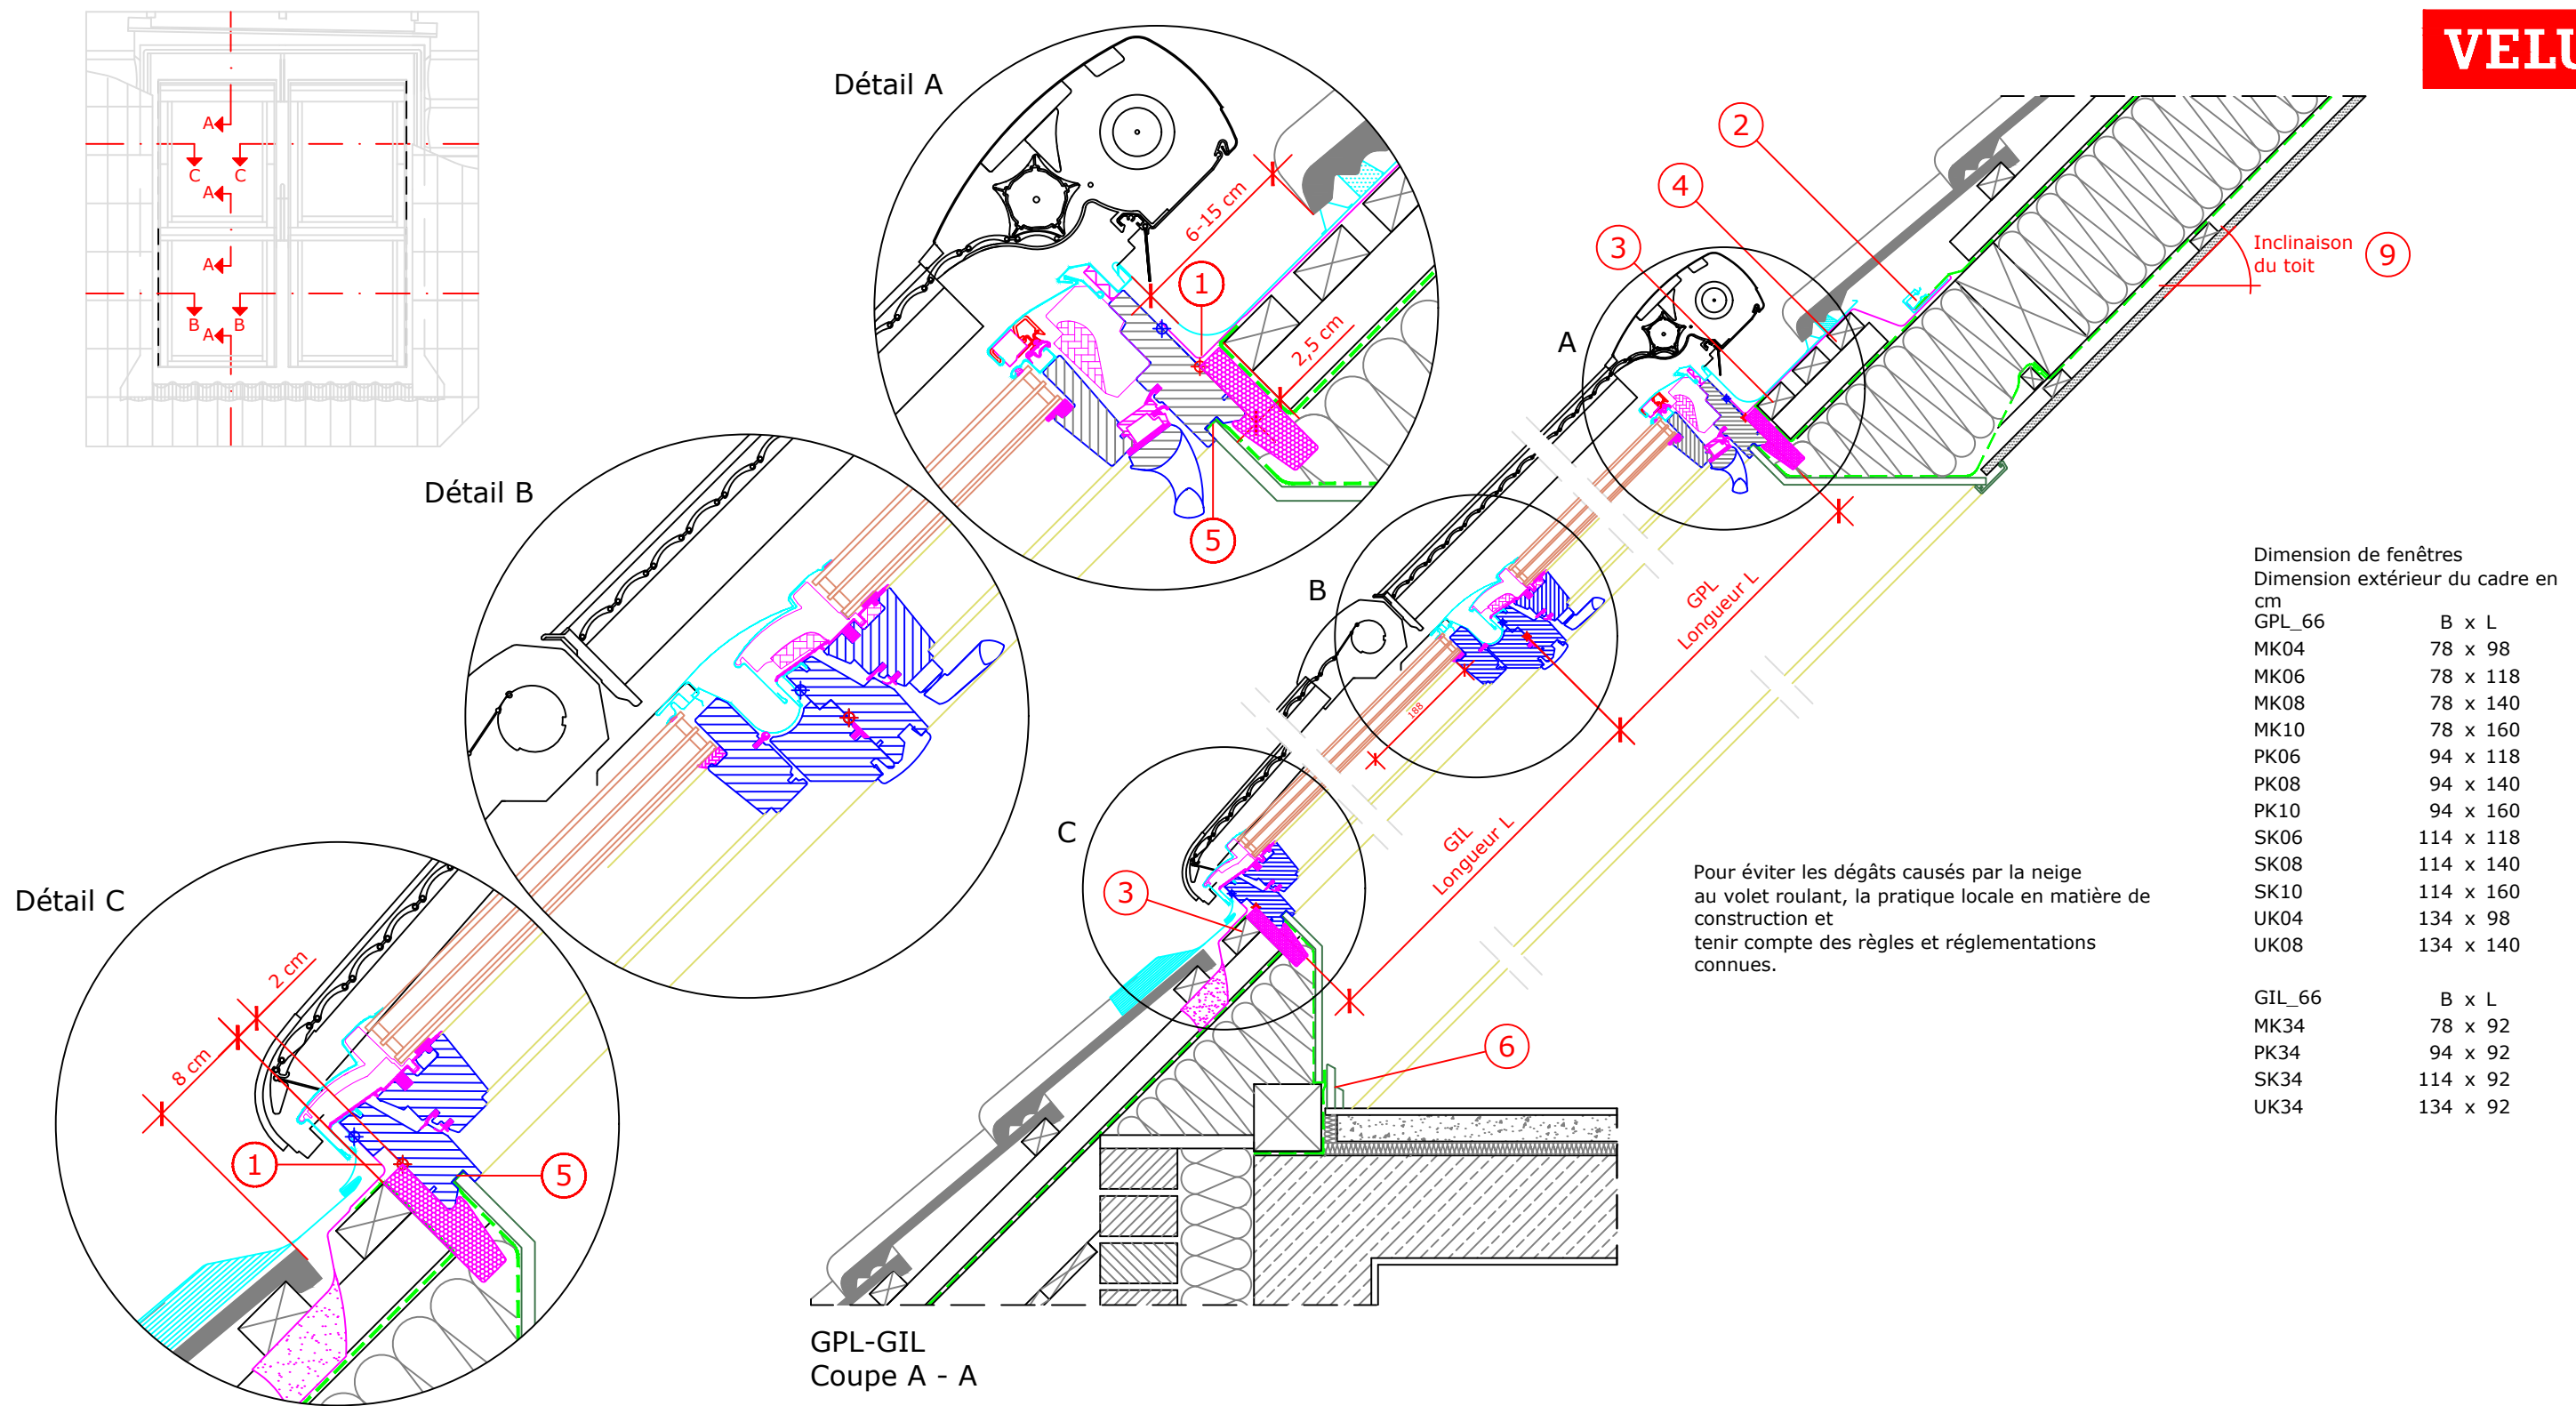 VELU
A
C
C
A
A
B
B
A
Détail A
6-15 cm
1
2,5 cm
5
Détail B
Détail C
2 cm
8 cm
1
5
2
4
3
A
Inclinaison
du toit
9
B
GPL
Longueur L
188
C
GIL
Longueur L
3
6
Pour éviter les dégâts causés par la neige
au volet roulant, la pratique locale en matière de
construction et
tenir compte des règles et réglementations
connues.
Dimension de fenêtres
Dimension extérieur du cadre en
cm
GPL_66 B x L
MK04 78 x 98
MK06 78 x 118
MK08 78 x 140
MK10 78 x 160
PK06 94 x 118
PK08 94 x 140
PK10 94 x 160
SK06 114 x 118
SK08 114 x 140
SK10 114 x 160
UK04 134 x 98
UK08 134 x 140
GIL_66 B x L
MK34 78 x 92
PK34 94 x 92
SK34 114 x 92
UK34 134 x 92
GPL-GIL
Coupe A - A